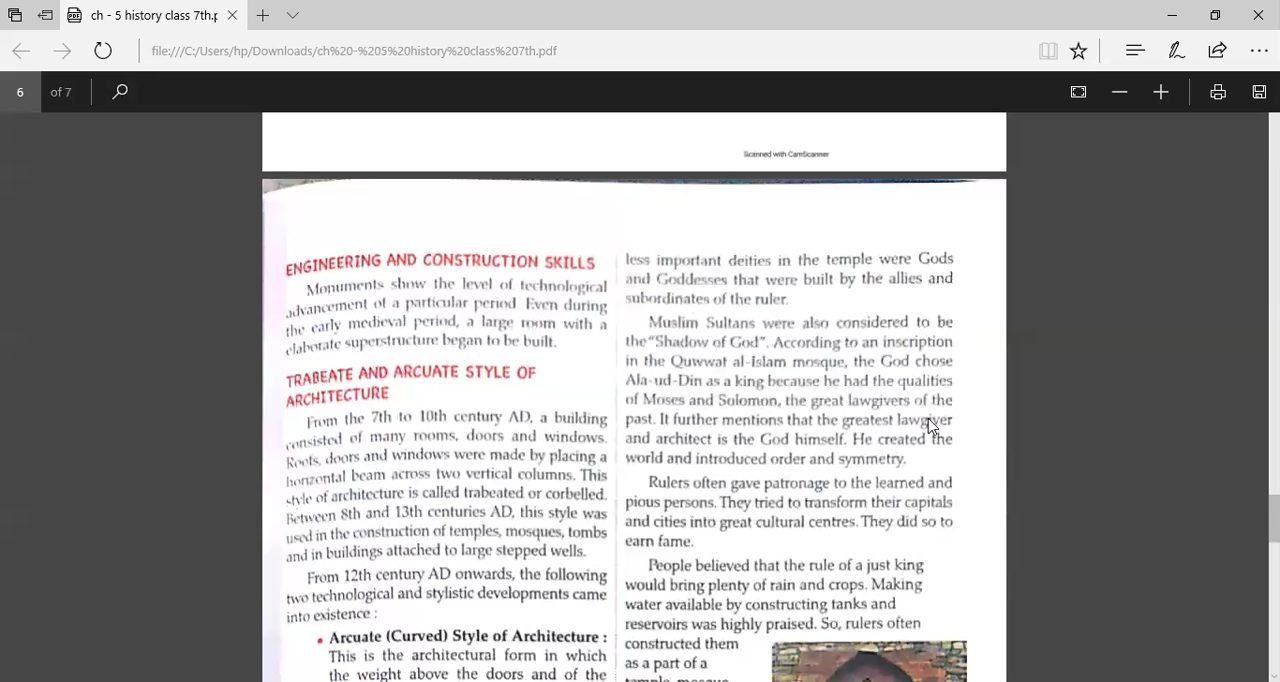 ch - 5 history class 7th.p
file:///C:/Users/hp/Downloads/ch%20-%205%20history%20class%207th.pdf
6 of 7
Scanned with CamScanner
ENGINEERING AND CONSTRUCTION SKILLS
Monuments show the level of technological
advancement of a particular period Even during
the early medieval period, a large room with a
elaborate superstructure began to be built.
TRABEATE AND ARCUATE STYLE OF
ARCHITECTURE
From the 7th to 10th century AD, a building
consisted of many rooms, doors and windows.
Roofs, doors and windows were made by placing a
horizontal beam across two vertical columns. This
style of architecture is called trabeated or corbelled.
Between 8th and 13th centuries AD, this style was
used in the construction of temples, mosques, tombs
and in buildings attached to large stepped wells.
From 12th century AD onwards, the following
two technological and stylistic developments came
into existence :
• Arcuate (Curved) Style of Architecture :
This is the architectural form in which
the weight above the doors and of the
less important deities in the temple were Gods
and Goddesses that were built by the allies and
subordinates of the ruler.
Muslim Sultans were also considered to be
the "Shadow of God". According to an inscription
in the Quwwat al-Islam mosque, the God chose
Ala-ud-Din as a king because he had the qualities
of Moses and Solomon, the great lawgivers of the
past. It further mentions that the greatest lawgiver
and architect is the God himself. He created the
world and introduced order and symmetry.
Rulers often gave patronage to the learned and
pious persons. They tried to transform their capitals
and cities into great cultural centres. They did so to
earn fame.
People believed that the rule of a just king
would bring plenty of rain and crops. Making
water available by constructing tanks and
reservoirs was highly praised. So, rulers often
constructed them
as a part of a
temple, mosque